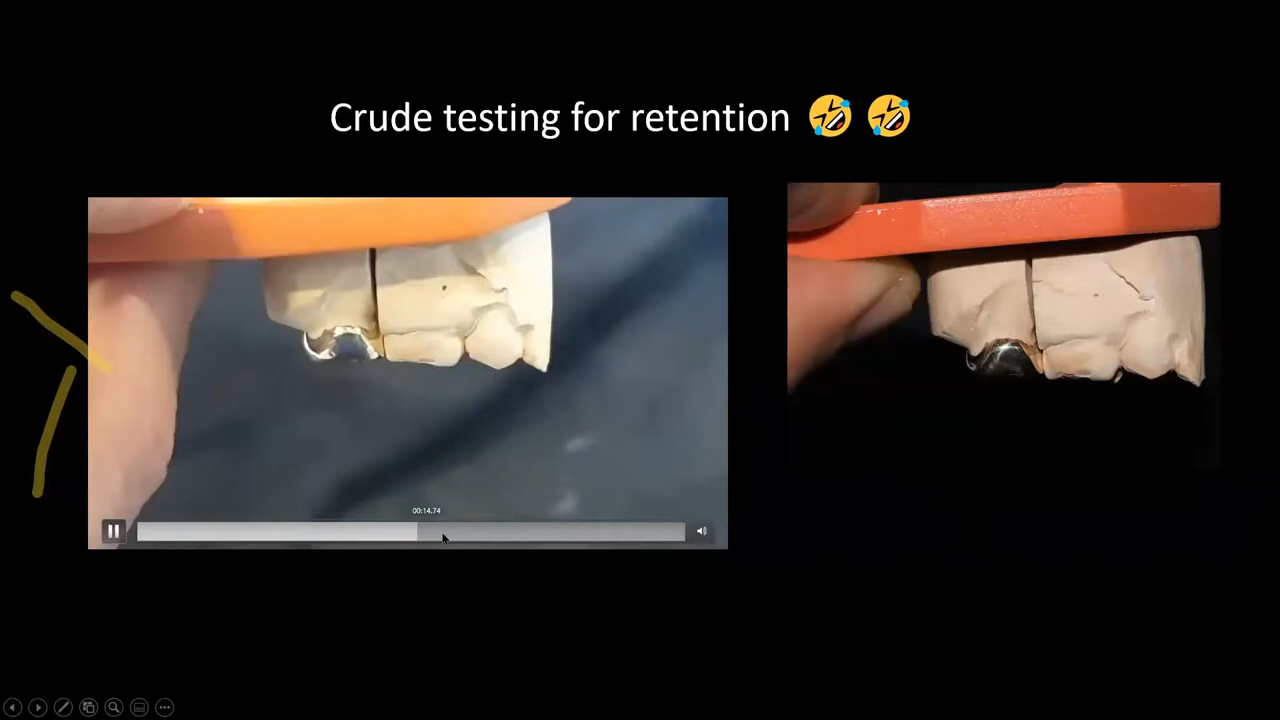 Crude testing for retention 🤣 🤣
00:14.74